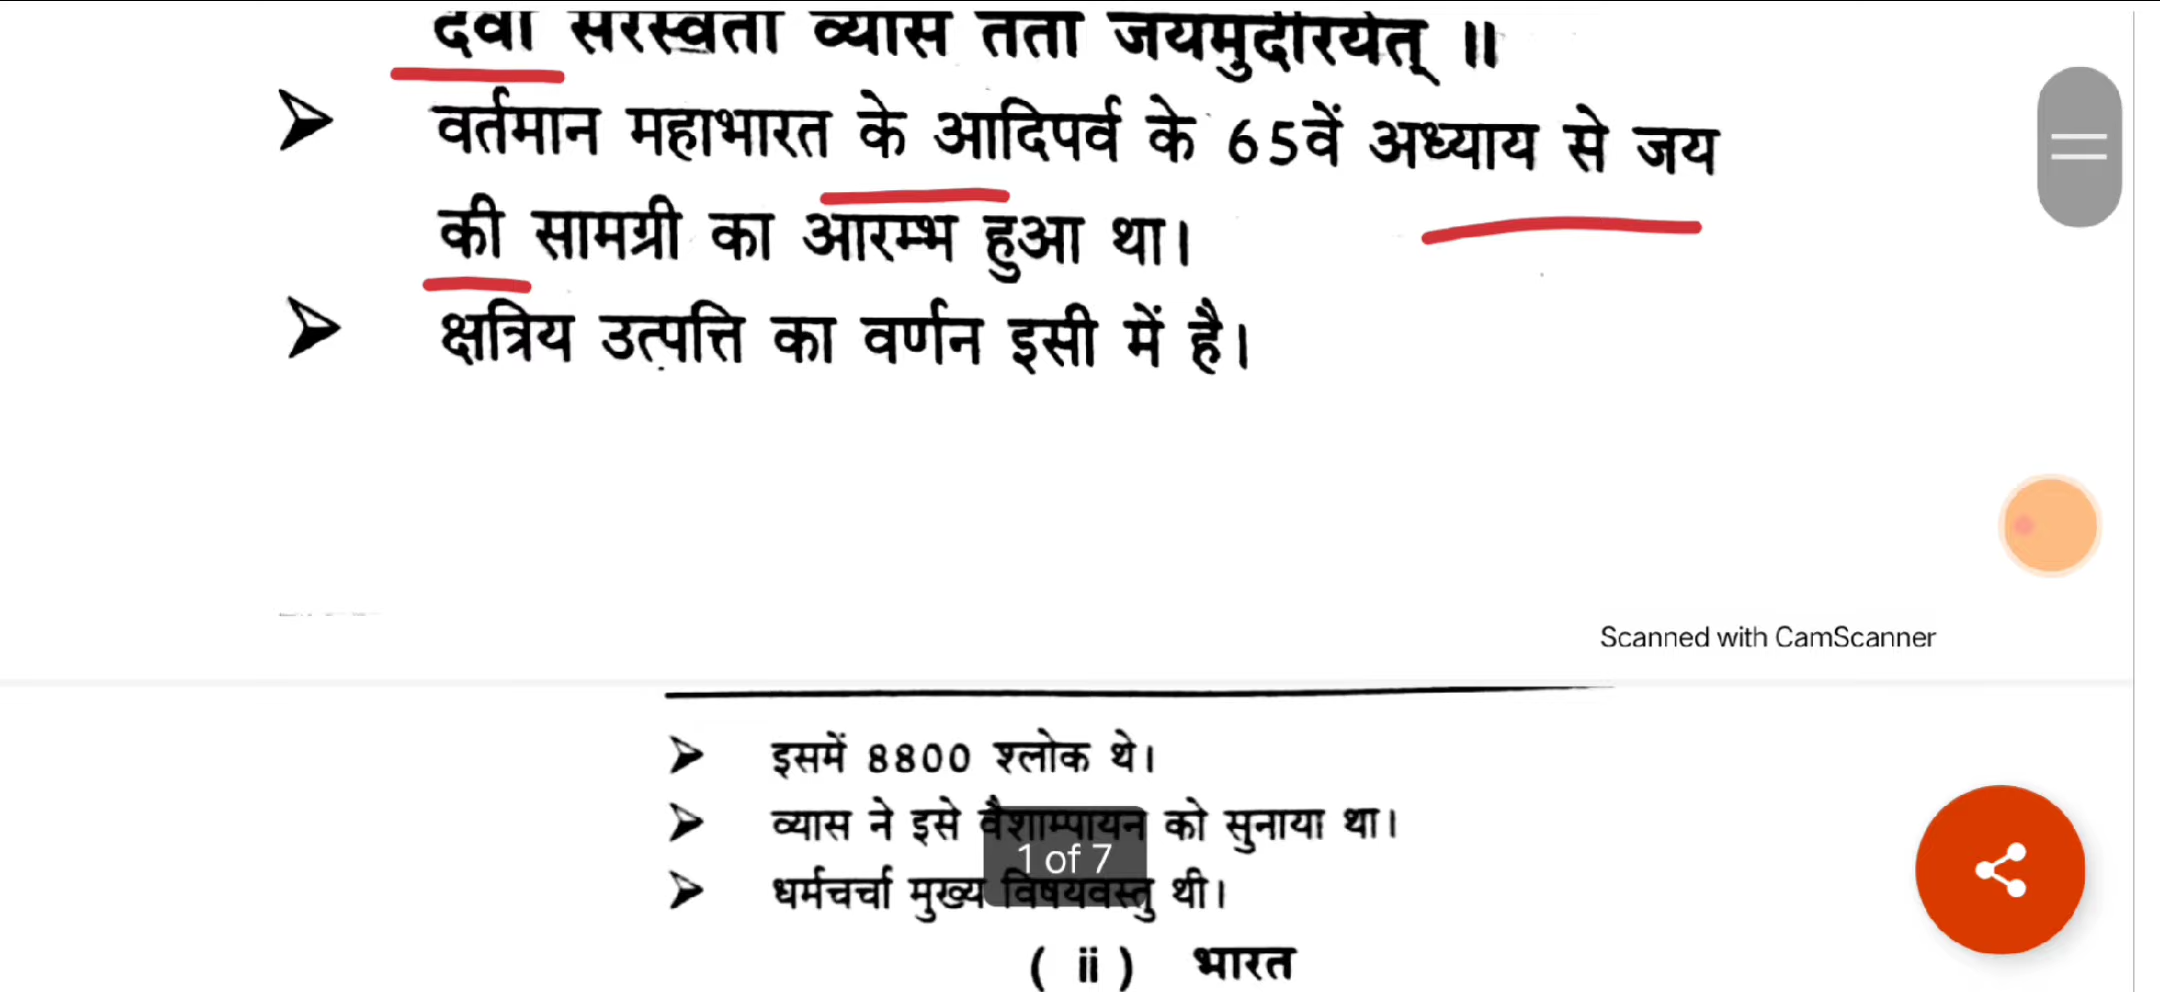 देवीं सरस्वतीं व्यासं ततो जयमुदीरयेत् ॥
➤ वर्तमान महाभारत के आदिपर्व के 65वें अध्याय से जय
की सामग्री का आरम्भ हुआ था।
➤ क्षत्रिय उत्पत्ति का वर्णन इसी में है।
Scanned with CamScanner
➤ इसमें 8800 श्लोक थे।
➤ व्यास ने इसे वैशाम्पायन को सुनाया था।
1 of 7
➤ धर्मचर्चा मुख्य विषयवस्तु थी।
( ii ) भारत